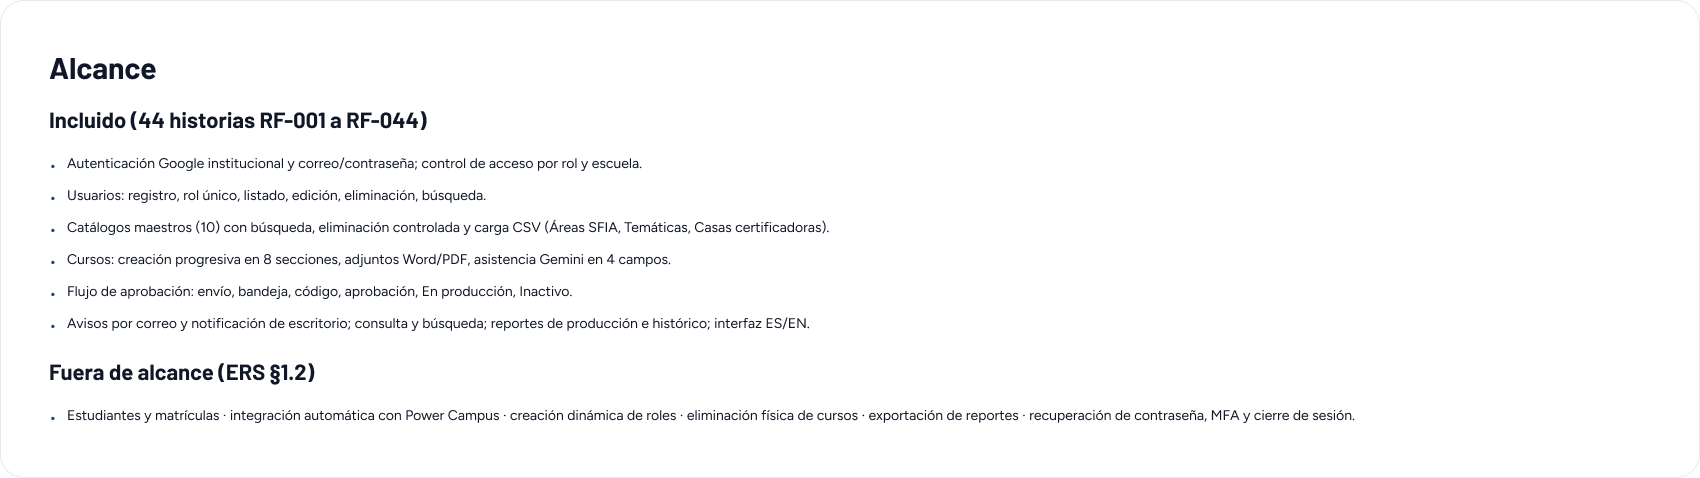 Alcance
Incluido (44 historias RF-001 a RF-044)
• Autenticación Google institucional y correo/contraseña; control de acceso por rol y escuela.
• Usuarios: registro, rol único, listado, edición, eliminación, búsqueda.
• Catálogos maestros (10) con búsqueda, eliminación controlada y carga CSV (Áreas SFIA, Temáticas, Casas certificadoras).
• Cursos: creación progresiva en 8 secciones, adjuntos Word/PDF, asistencia Gemini en 4 campos.
• Flujo de aprobación: envío, bandeja, código, aprobación, En producción, Inactivo.
• Avisos por correo y notificación de escritorio; consulta y búsqueda; reportes de producción e histórico; interfaz ES/EN.
Fuera de alcance (ERS §1.2)
• Estudiantes y matrículas · integración automática con Power Campus · creación dinámica de roles · eliminación física de cursos · exportación de reportes · recuperación de contraseña, MFA y cierre de sesión.